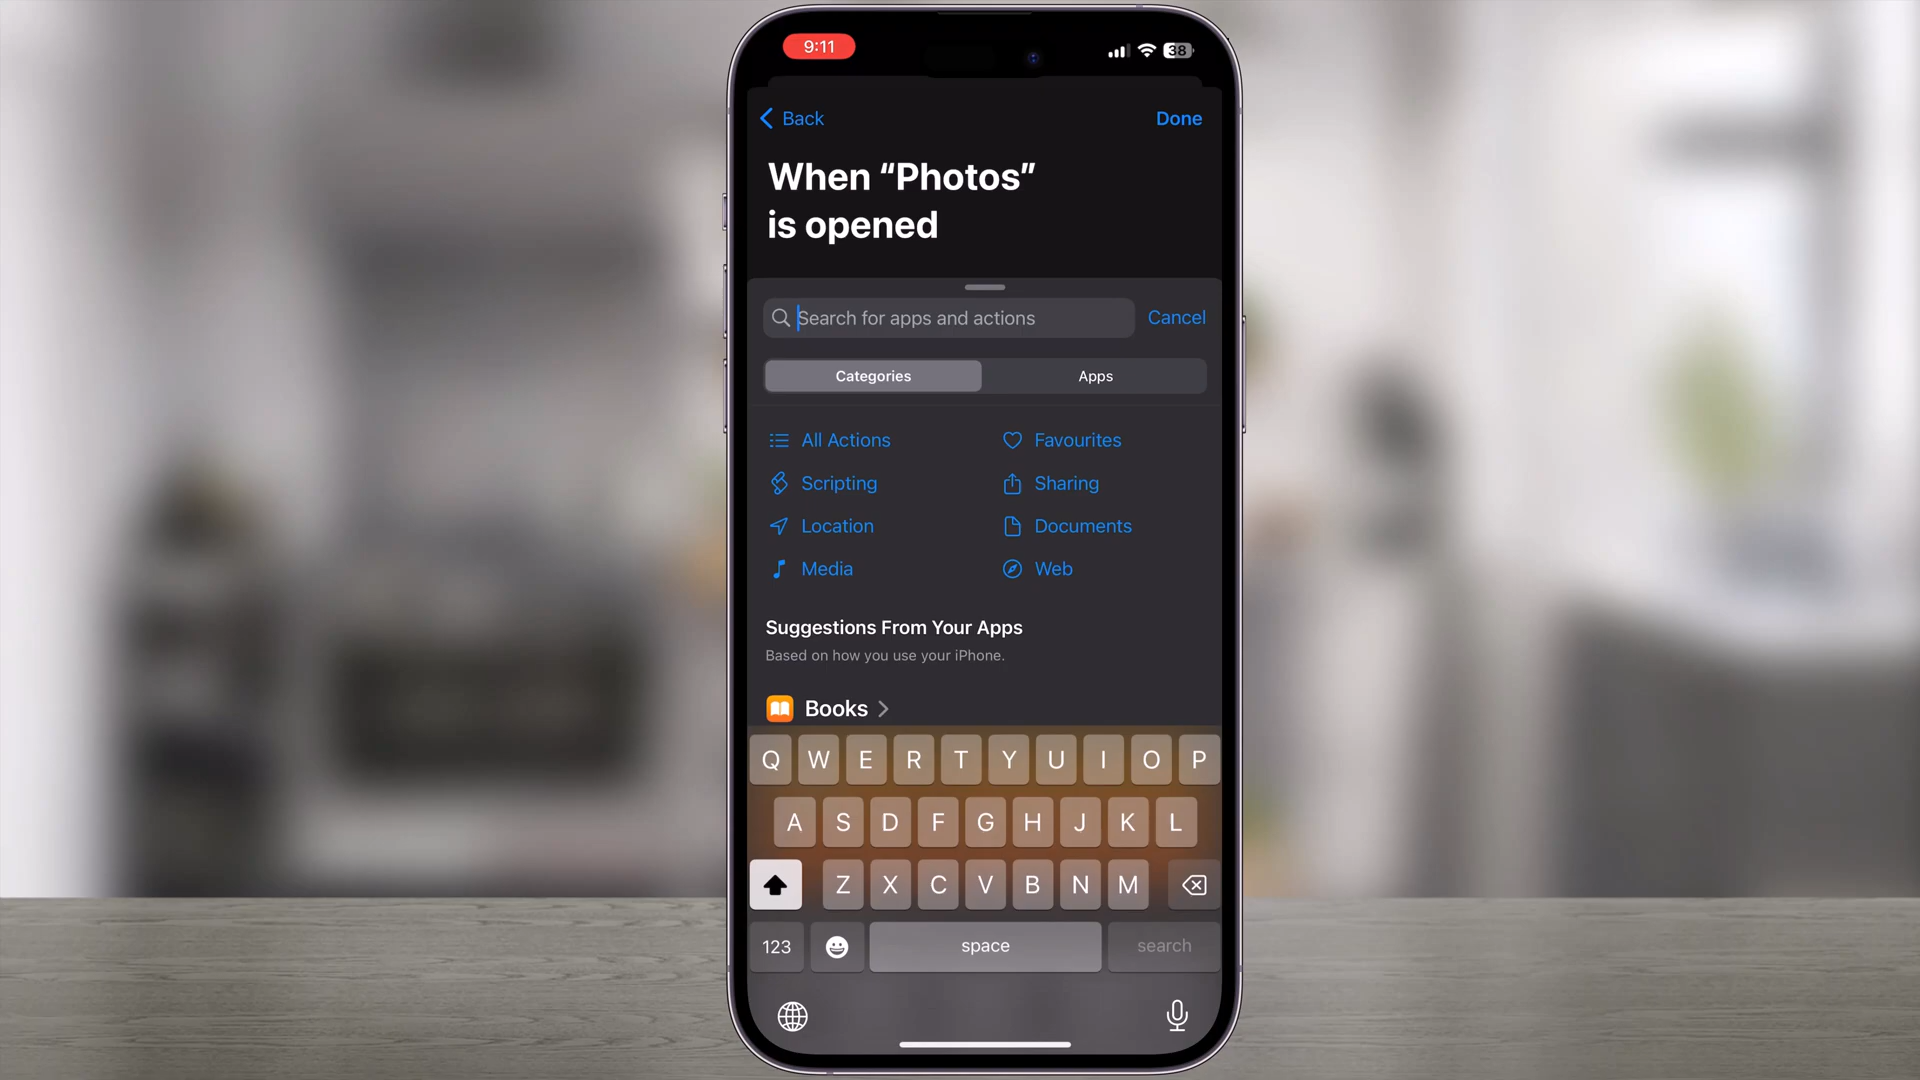 9:11
38
Back
Done
When “Photos”
is opened
Search for apps and actions
Cancel
Categories
Apps
All Actions
Favourites
Scripting
Sharing
Location
Documents
Media
Web
Suggestions From Your Apps
Based on how you use your iPhone.
Books
Q W E R T Y U I O P
A S D F G H J K L
Z X C V B N M
123
space
search